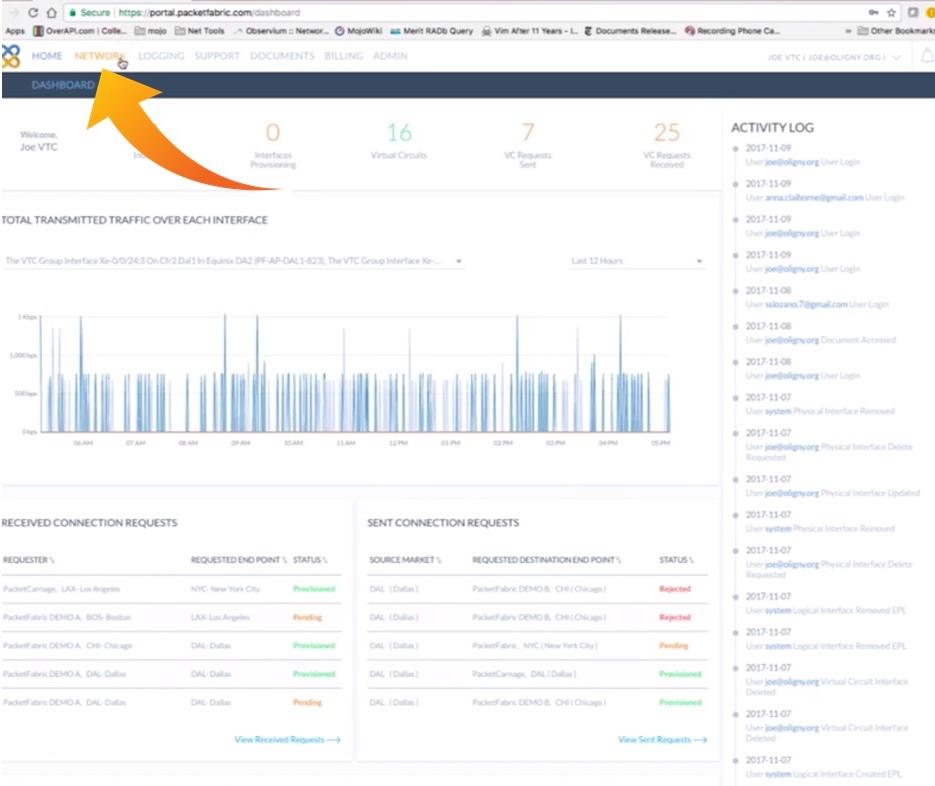 Secure https://portal.packetfabric.com/dashboard
Apps OverAPI.com | Colle... mojo Net Tools Observium :: Networ... MojoWiki Merit RADb Query Vim After 11 Years - I... Documents Release... Recording Phone Ca... » Other Bookmarks
HOME NETWORK LOGGING SUPPORT DOCUMENTS BILLING ADMIN JOE VTC ( JOE@OLIGNY.ORG )
DASHBOARD
Welcome,
Joe VTC
0
Interfaces
Provisioning
16
Virtual Circuits
7
VC Requests
Sent
25
VC Requests
Received
TOTAL TRANSMITTED TRAFFIC OVER EACH INTERFACE
The VTC Group Interface Xe-0/0/24:3 On Cfr2.Dal1 In Equinix DA2 (PF-AP-DAL1-823), The VTC Group Interface Xe-...
Last 12 Hours
1 Kbps
1,000 bps
500 bps
0 bps
06 AM 07 AM 08 AM 09 AM 10 AM 11 AM 12 PM 01 PM 02 PM 03 PM 04 PM 05 PM
RECEIVED CONNECTION REQUESTS
REQUESTER REQUESTED END POINT STATUS
PacketCarnage, LAX- Los Angeles NYC- New York City Provisioned
PacketFabric DEMO A, BOS- Boston LAX- Los Angeles Pending
PacketFabric DEMO A, CHI- Chicago DAL- Dallas Provisioned
PacketFabric DEMO A, DAL- Dallas DAL- Dallas Provisioned
PacketFabric DEMO A, DAL- Dallas DAL- Dallas Pending
View Received Requests
SENT CONNECTION REQUESTS
SOURCE MARKET REQUESTED DESTINATION END POINT STATUS
DAL ( Dallas ) PacketFabric DEMO B, CHI ( Chicago ) Rejected
DAL ( Dallas ) PacketFabric DEMO B, CHI ( Chicago ) Rejected
DAL ( Dallas ) PacketFabric, NYC ( New York City ) Pending
DAL ( Dallas ) PacketCarnage, DAL ( Dallas ) Provisioned
DAL ( Dallas ) PacketFabric DEMO B, CHI ( Chicago ) Provisioned
View Sent Requests
ACTIVITY LOG
2017-11-09
User joe@oligny.org User Login
2017-11-09
User anna.claiborne@gmail.com User Login
2017-11-09
User joe@oligny.org User Login
2017-11-09
User joe@oligny.org User Login
2017-11-08
User sslozano.7@gmail.com User Login
2017-11-08
User joe@oligny.org Document Accessed
2017-11-08
User joe@oligny.org User Login
2017-11-07
User system Physical Interface Removed
2017-11-07
User joe@oligny.org Physical Interface Delete
Requested
2017-11-07
User joe@oligny.org Physical Interface Updated
2017-11-07
User system Physical Interface Removed
2017-11-07
User joe@oligny.org Physical Interface Delete
Requested
2017-11-07
User system Logical Interface Removed EPL
2017-11-07
User system Logical Interface Removed EPL
2017-11-07
User joe@oligny.org Virtual Circuit Interface
Deleted
2017-11-07
User joe@oligny.org Virtual Circuit Interface
Deleted
2017-11-07
User system Logical Interface Created EPL